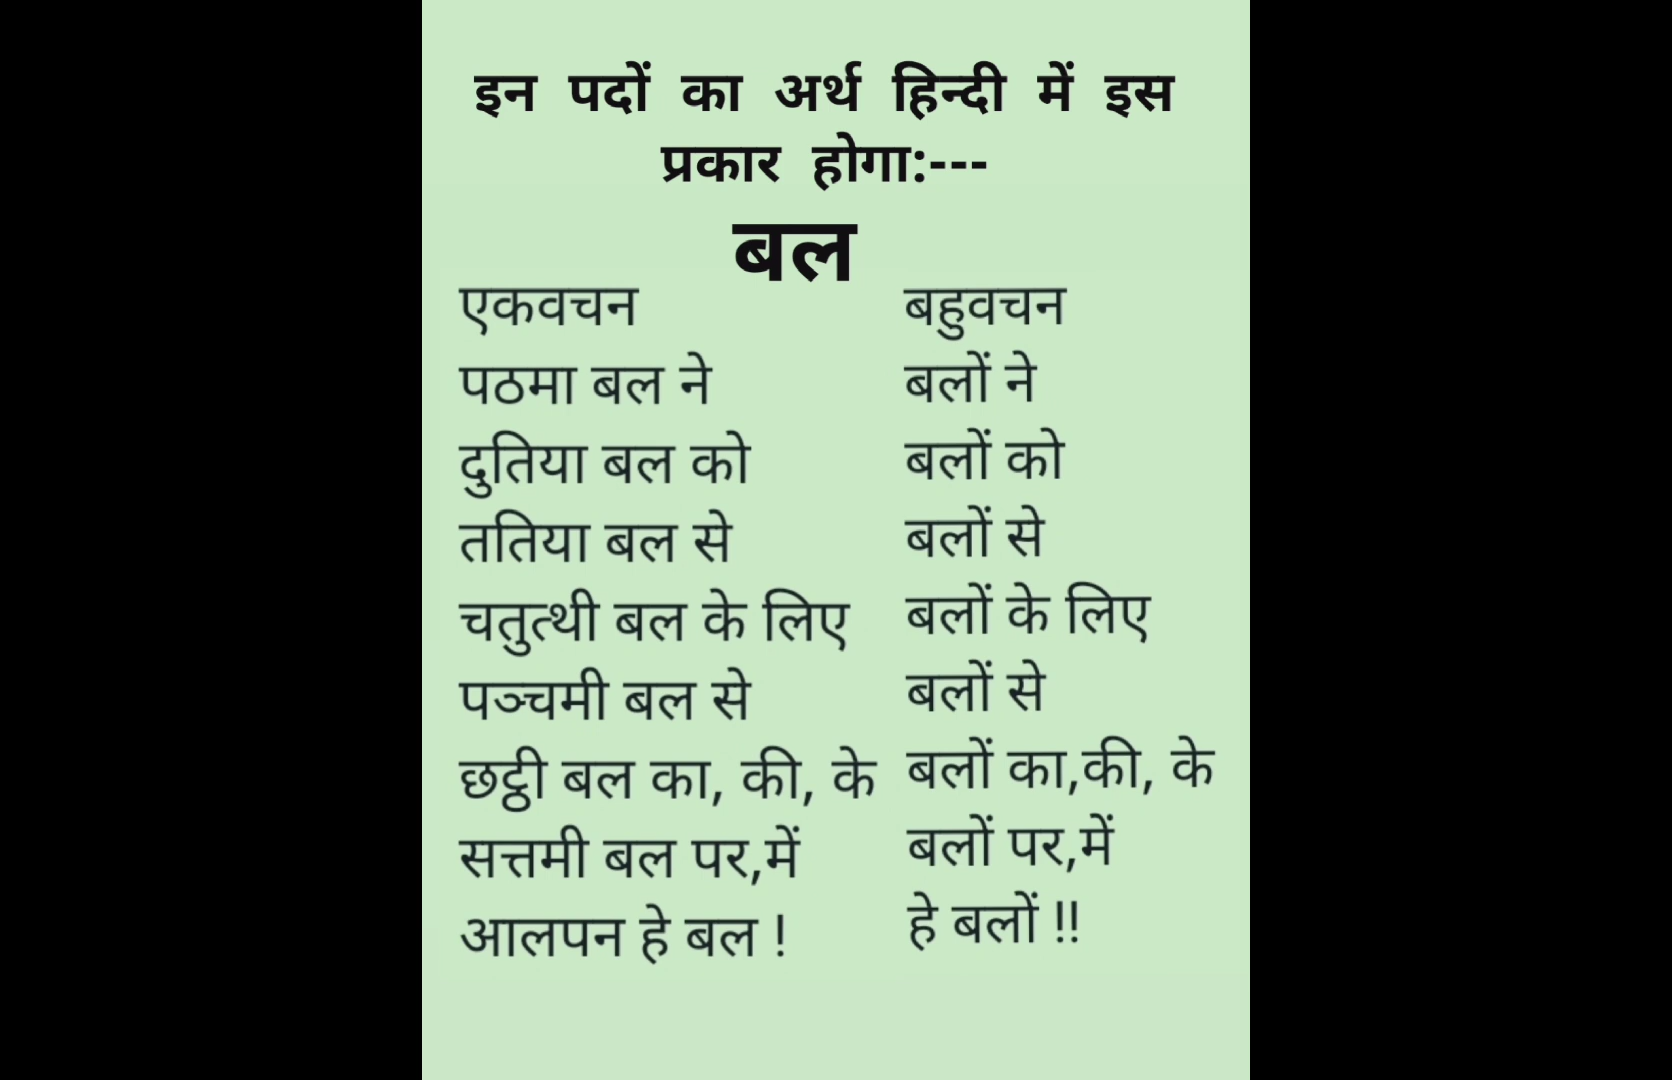 इन पदों का अर्थ हिन्दी में इस
प्रकार होगा:---
बल
एकवचन बहुवचन
पठमा बल ने बलों ने
दुतिया बल को बलों को
ततिया बल से बलों से
चतुत्थी बल के लिए बलों के लिए
पञ्चमी बल से बलों से
छट्ठी बल का, की, के बलों का,की, के
सत्तमी बल पर,में बलों पर,में
आलपन हे बल ! हे बलों !!